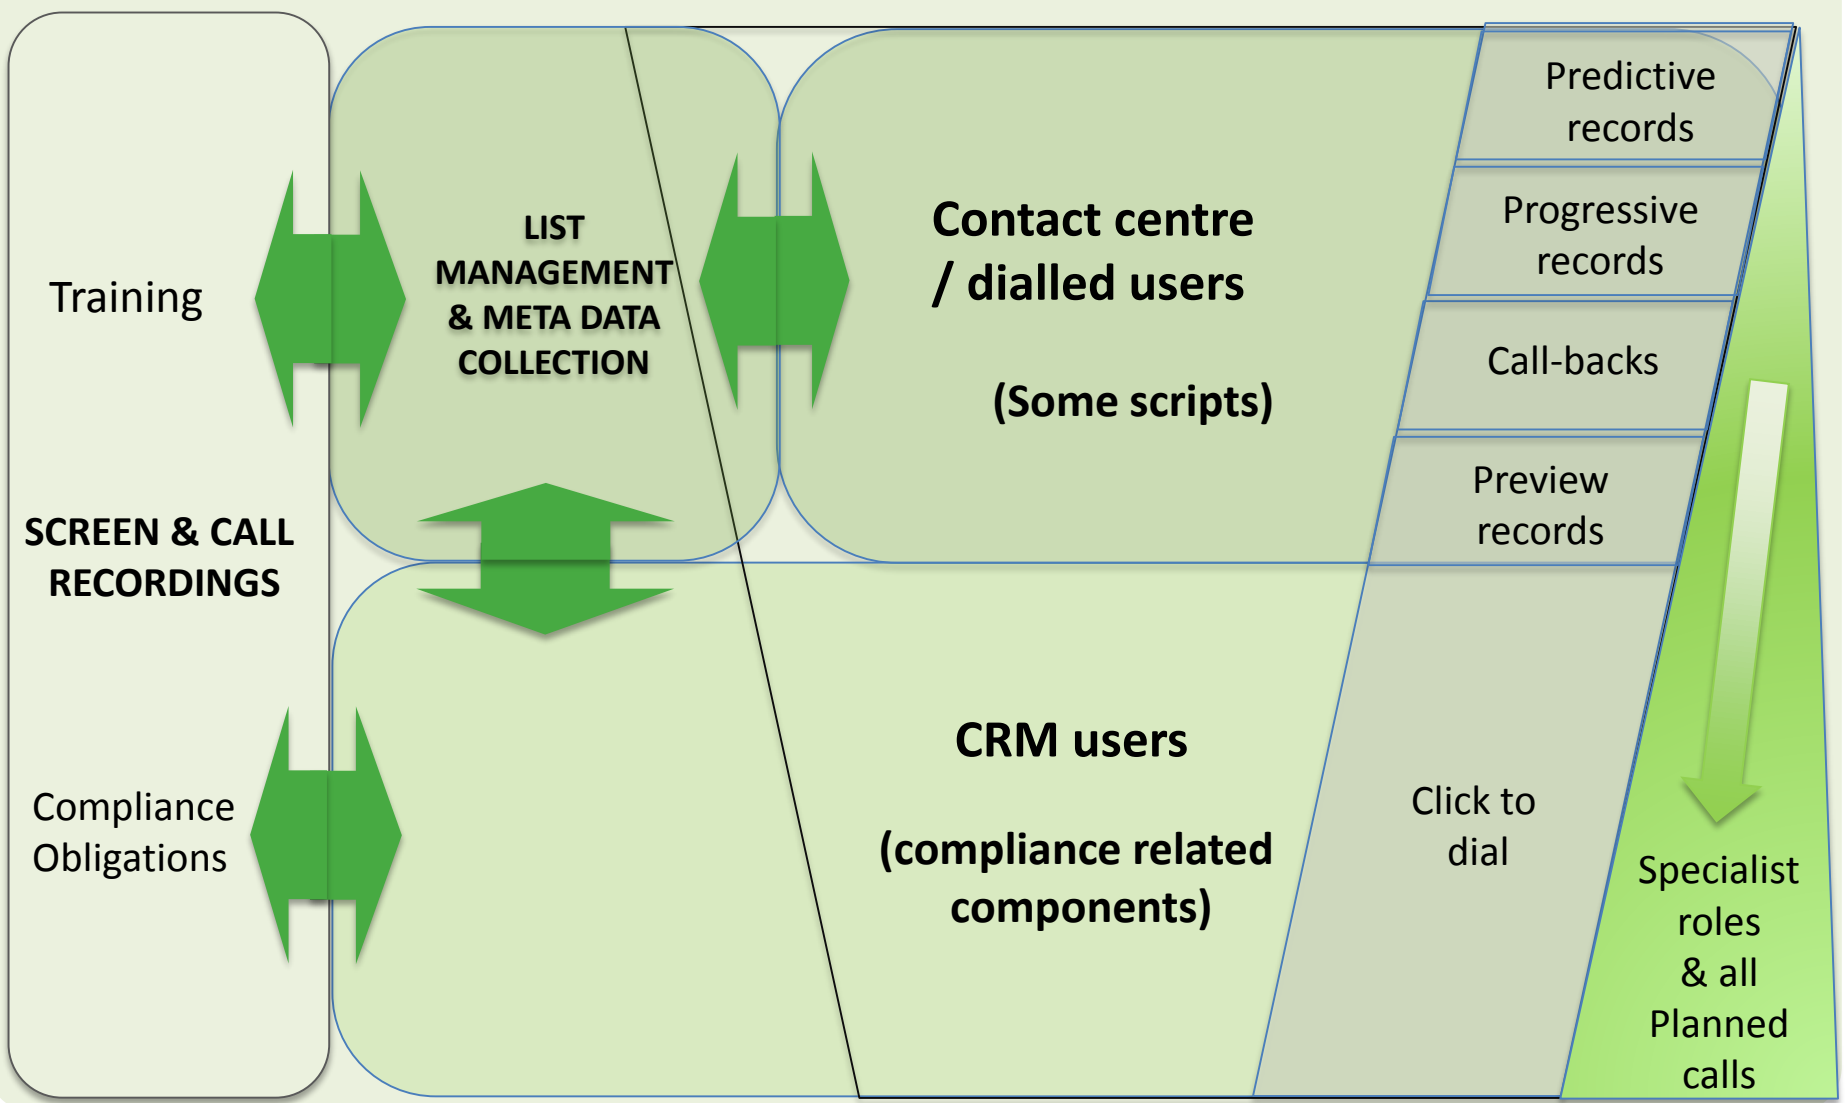 Training
SCREEN & CALL
RECORDINGS
Compliance
Obligations
LIST
MANAGEMENT
& META DATA
COLLECTION
Contact centre
/ dialled users
(Some scripts)
CRM users
(compliance related
components)
Predictive
records
Progressive
records
Call-backs
Preview
records
Click to
dial
Specialist
roles
& all
Planned
calls